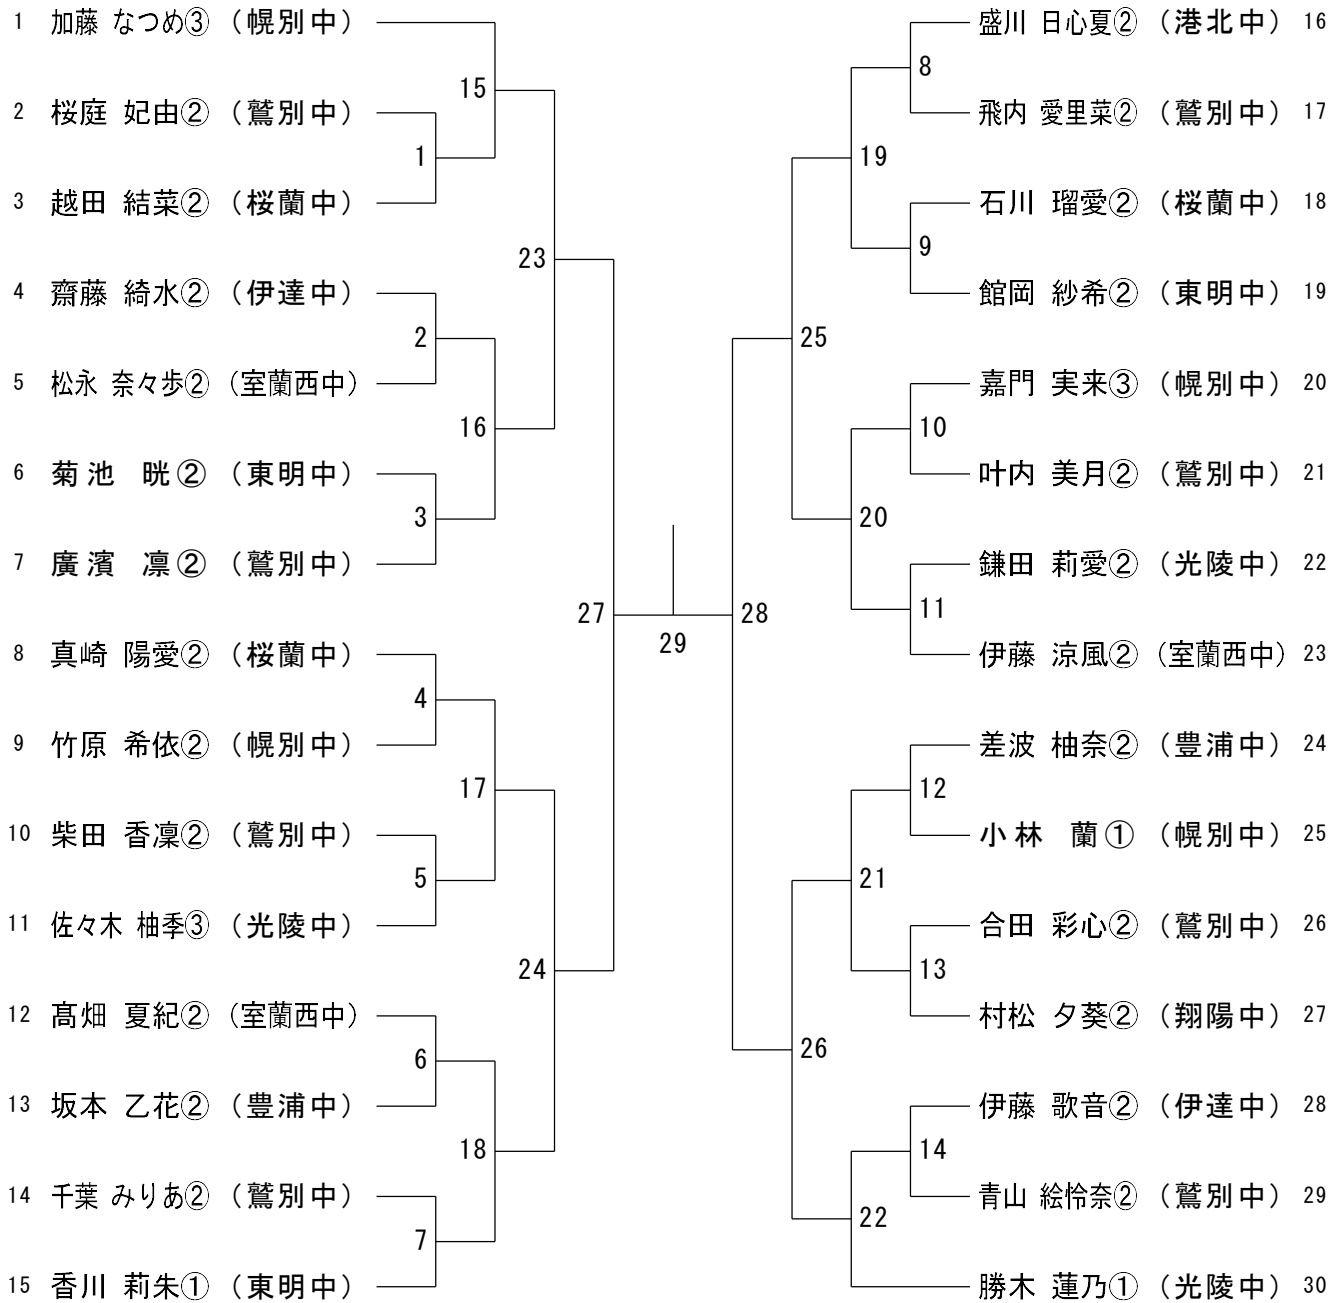 1 加藤 なつめ③ （幌別中）
2 桜庭 妃由② （鷲別中）
3 越田 結菜② （桜蘭中）
4 齋藤 綺水② （伊達中）
5 松永 奈々歩② （室蘭西中）
6 菊池 晄② （東明中）
7 廣濱 凛② （鷲別中）
8 真崎 陽愛② （桜蘭中）
9 竹原 希依② （幌別中）
10 柴田 香凜② （鷲別中）
11 佐々木 柚季③ （光陵中）
12 髙畑 夏紀② （室蘭西中）
13 坂本 乙花② （豊浦中）
14 千葉 みりあ② （鷲別中）
15 香川 莉朱① （東明中）
1
2
3
4
5
6
7
15
16
17
18
23
24
27
29
28
25
26
19
20
21
22
8
9
10
11
12
13
14
盛川 日心夏② （港北中） 16
飛内 愛里菜② （鷲別中） 17
石川 瑠愛② （桜蘭中） 18
館岡 紗希② （東明中） 19
嘉門 実来③ （幌別中） 20
叶内 美月② （鷲別中） 21
鎌田 莉愛② （光陵中） 22
伊藤 涼風② （室蘭西中） 23
差波 柚奈② （豊浦中） 24
小林 蘭① （幌別中） 25
合田 彩心② （鷲別中） 26
村松 夕葵② （翔陽中） 27
伊藤 歌音② （伊達中） 28
青山 絵怜奈② （鷲別中） 29
勝木 蓮乃① （光陵中） 30